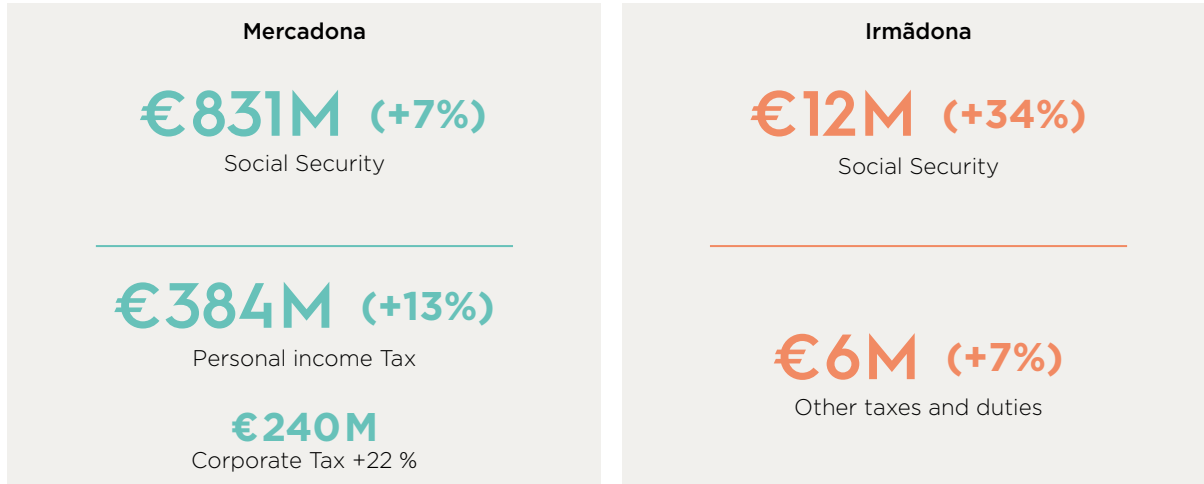 Mercadona
€831M (+7%)
Social Security
€384M (+13%)
Personal income Tax
€240M
Corporate Tax +22 %
Irmãdona
€12M (+34%)
Social Security
€6M (+7%)
Other taxes and duties